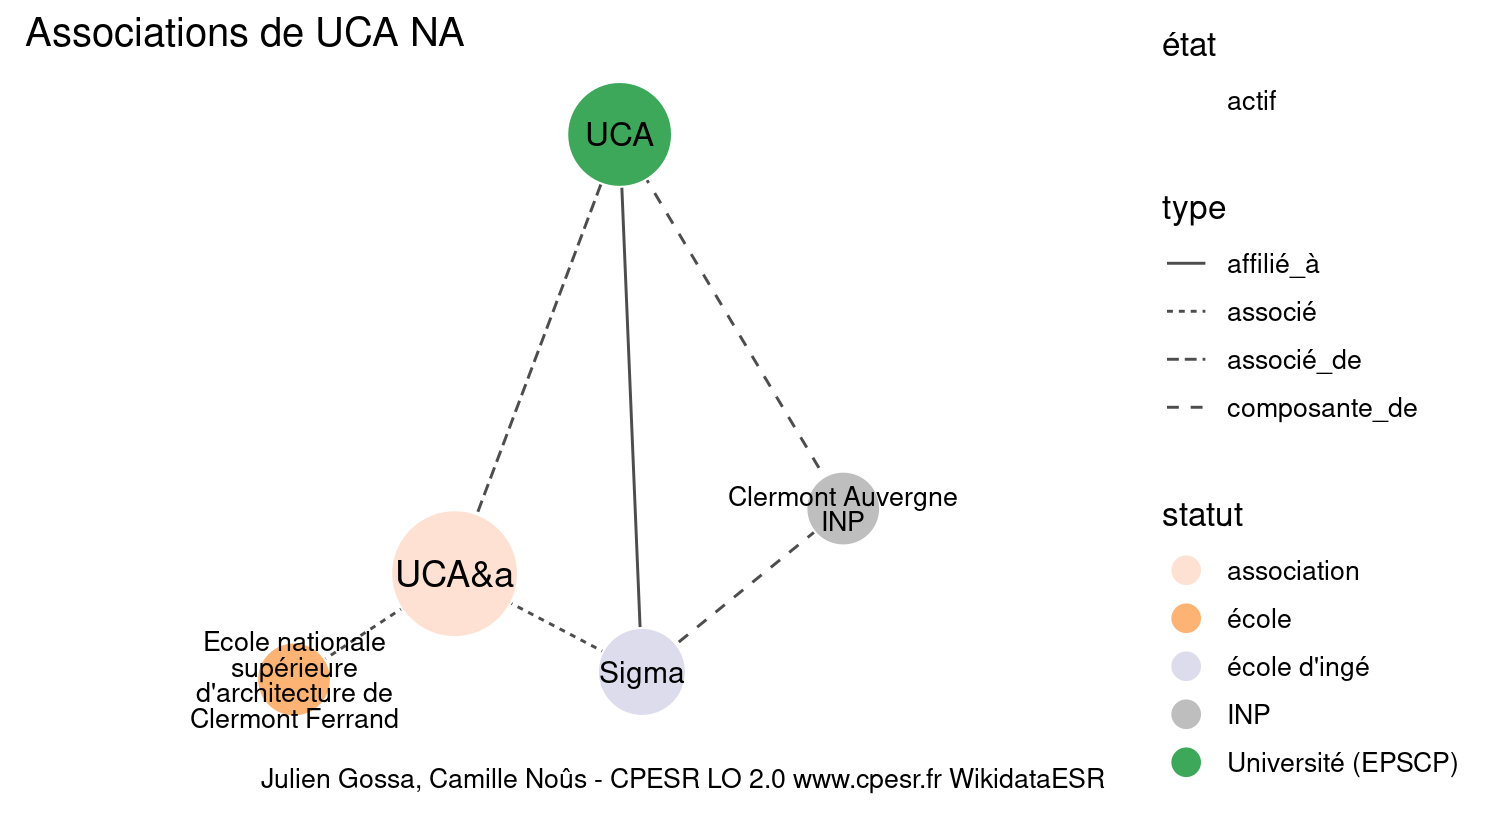 Associations de UCA NA
UCA
Clermont Auvergne
INP
UCA&a
Ecole nationale
supérieure
d'architecture de
Clermont Ferrand
Sigma
Julien Gossa, Camille Noûs - CPESR LO 2.0 www.cpesr.fr WikidataESR
état
actif
type
affilié_à
associé
associé_de
composante_de
statut
association
école
école d'ingé
INP
Université (EPSCP)